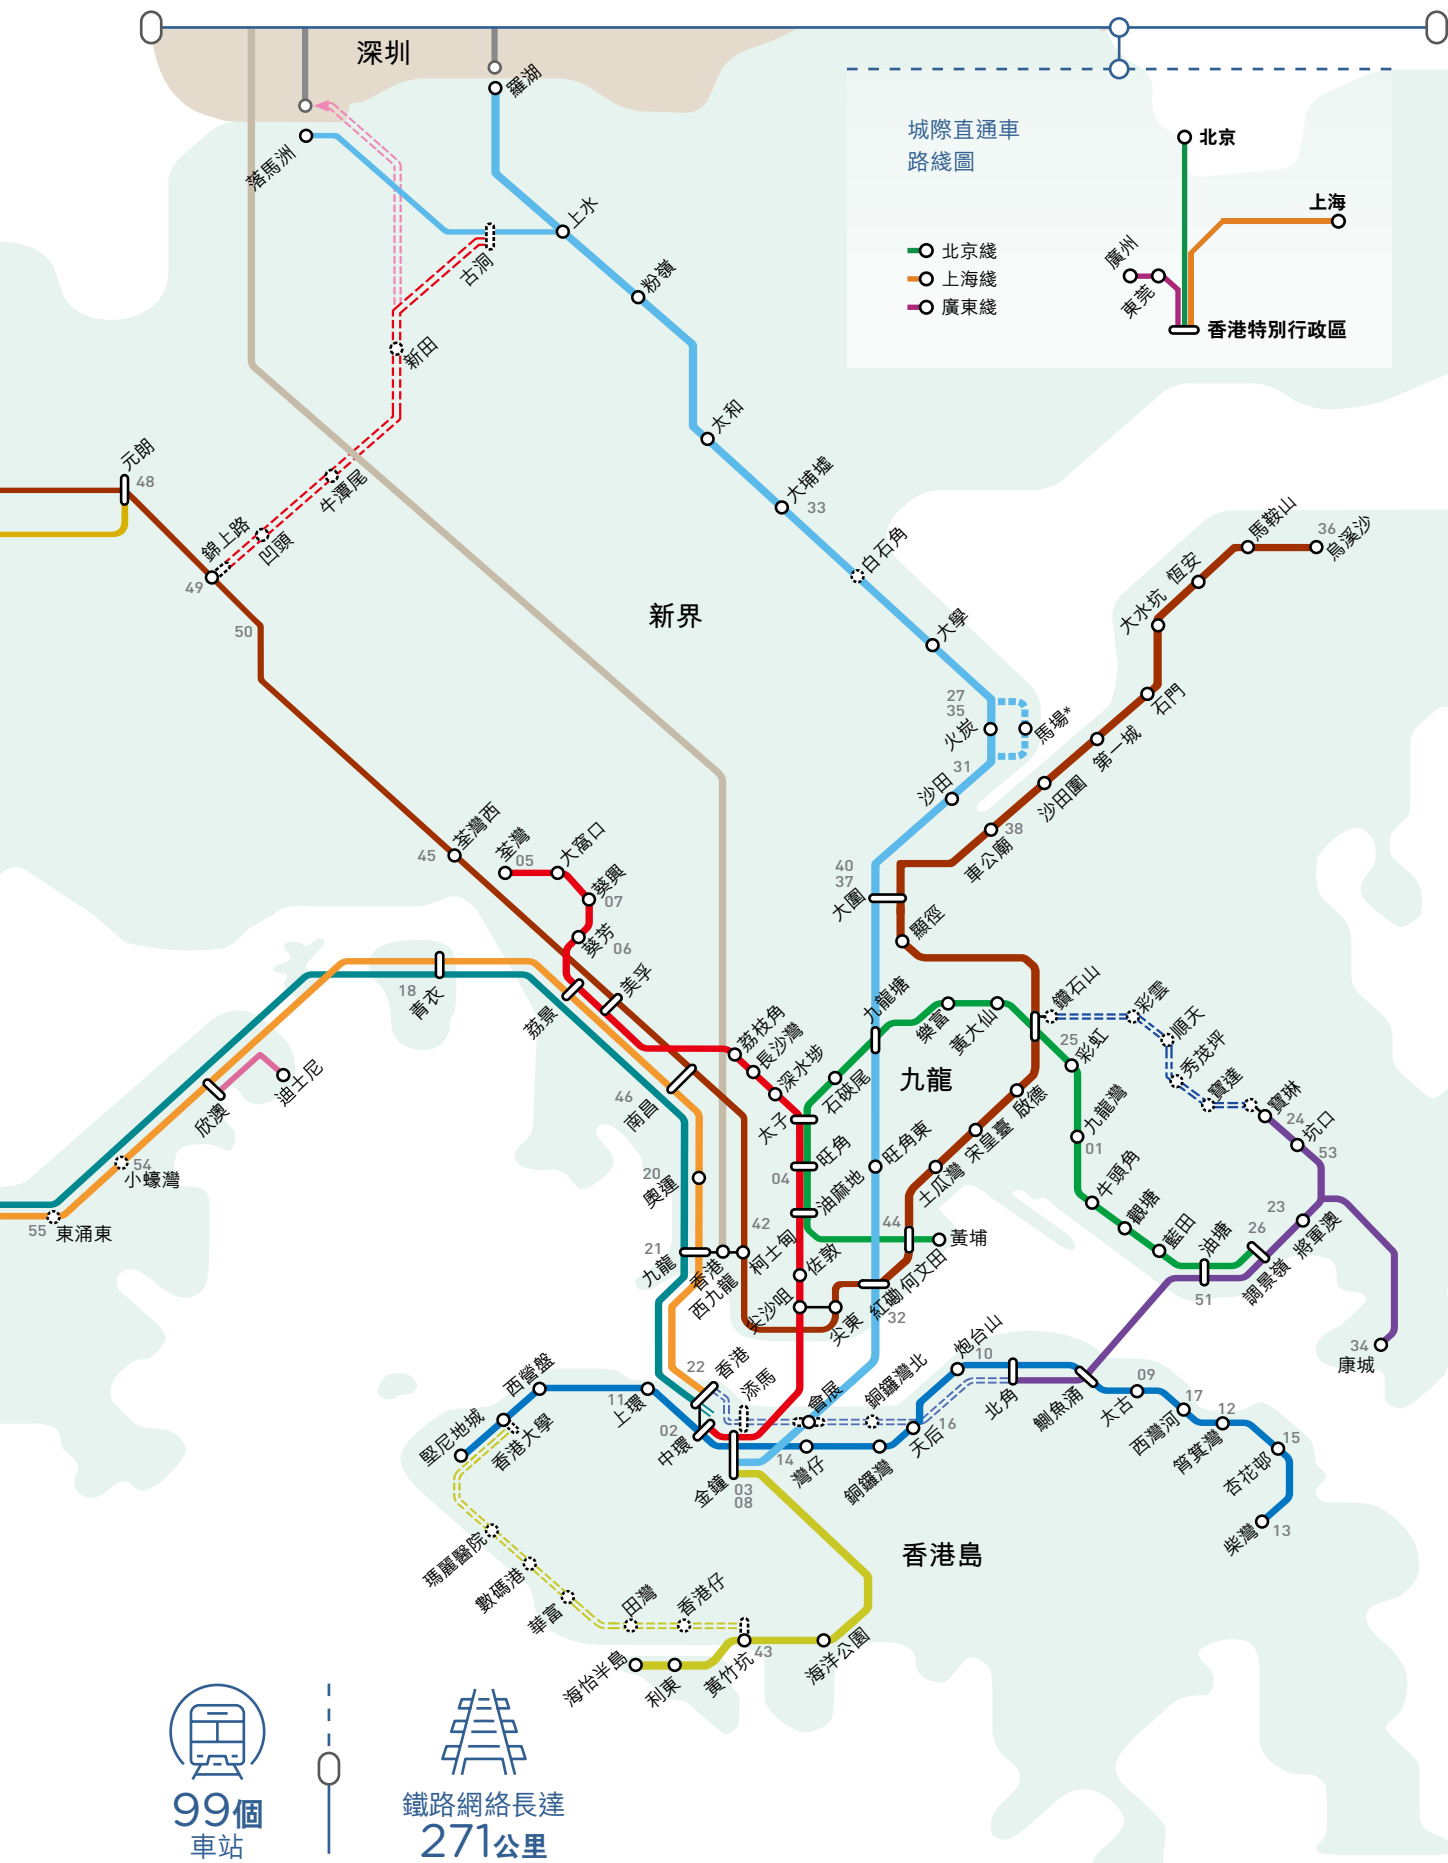 深圳
羅湖
落馬洲
城際直通車
路綫圖
北京
上海
廣州
東莞
北京綫
上海綫
廣東綫
香港特別行政區
上水
古洞
粉嶺
新田
太和
元朗
48
牛潭尾
大埔墟
33
錦上路
凹頭
49
50
白石角
馬鞍山
36
烏溪沙
恆安
大水坑
新界
大學
石門
27
35
火炭
馬場*
第一城
31
沙田
沙田圍
38
車公廟
荃灣西
45
荃灣
05
大窩口
葵興
07
葵芳
06
40
37
大圍
顯徑
美孚
荔景
18
青衣
九龍塘
樂富
黃大仙
鑽石山
彩雲
順天
秀茂坪
寶達
寶琳
24
坑口
53
25
彩虹
荔枝角
長沙灣
深水埗
石硤尾
九龍
啟德
九龍灣
01
迪士尼
欣澳
46
南昌
太子
旺角
04
旺角東
宋皇臺
土瓜灣
牛頭角
觀塘
藍田
油塘
26
23
將軍澳
調景嶺
51
54
小蠔灣
55
東涌東
20
奧運
油麻地
44
黃埔
何文田
42
柯士甸
佐敦
21
九龍
香港
西九龍
尖沙咀
尖東
紅磡
32
34
康城
22
香港
添馬
會展
銅鑼灣北
炮台山
10
北角
鰂魚涌
09
太古
17
西灣河
12
筲箕灣
15
杏花邨
柴灣
13
西營盤
堅尼地城
香港大學
11
上環
02
中環
金鐘
03
08
14
灣仔
銅鑼灣
16
天后
瑪麗醫院
數碼港
華富
田灣
香港仔
香港島
43
黃竹坑
海洋公園
海怡半島
利東
99個
車站
鐵路網絡長達
271公里